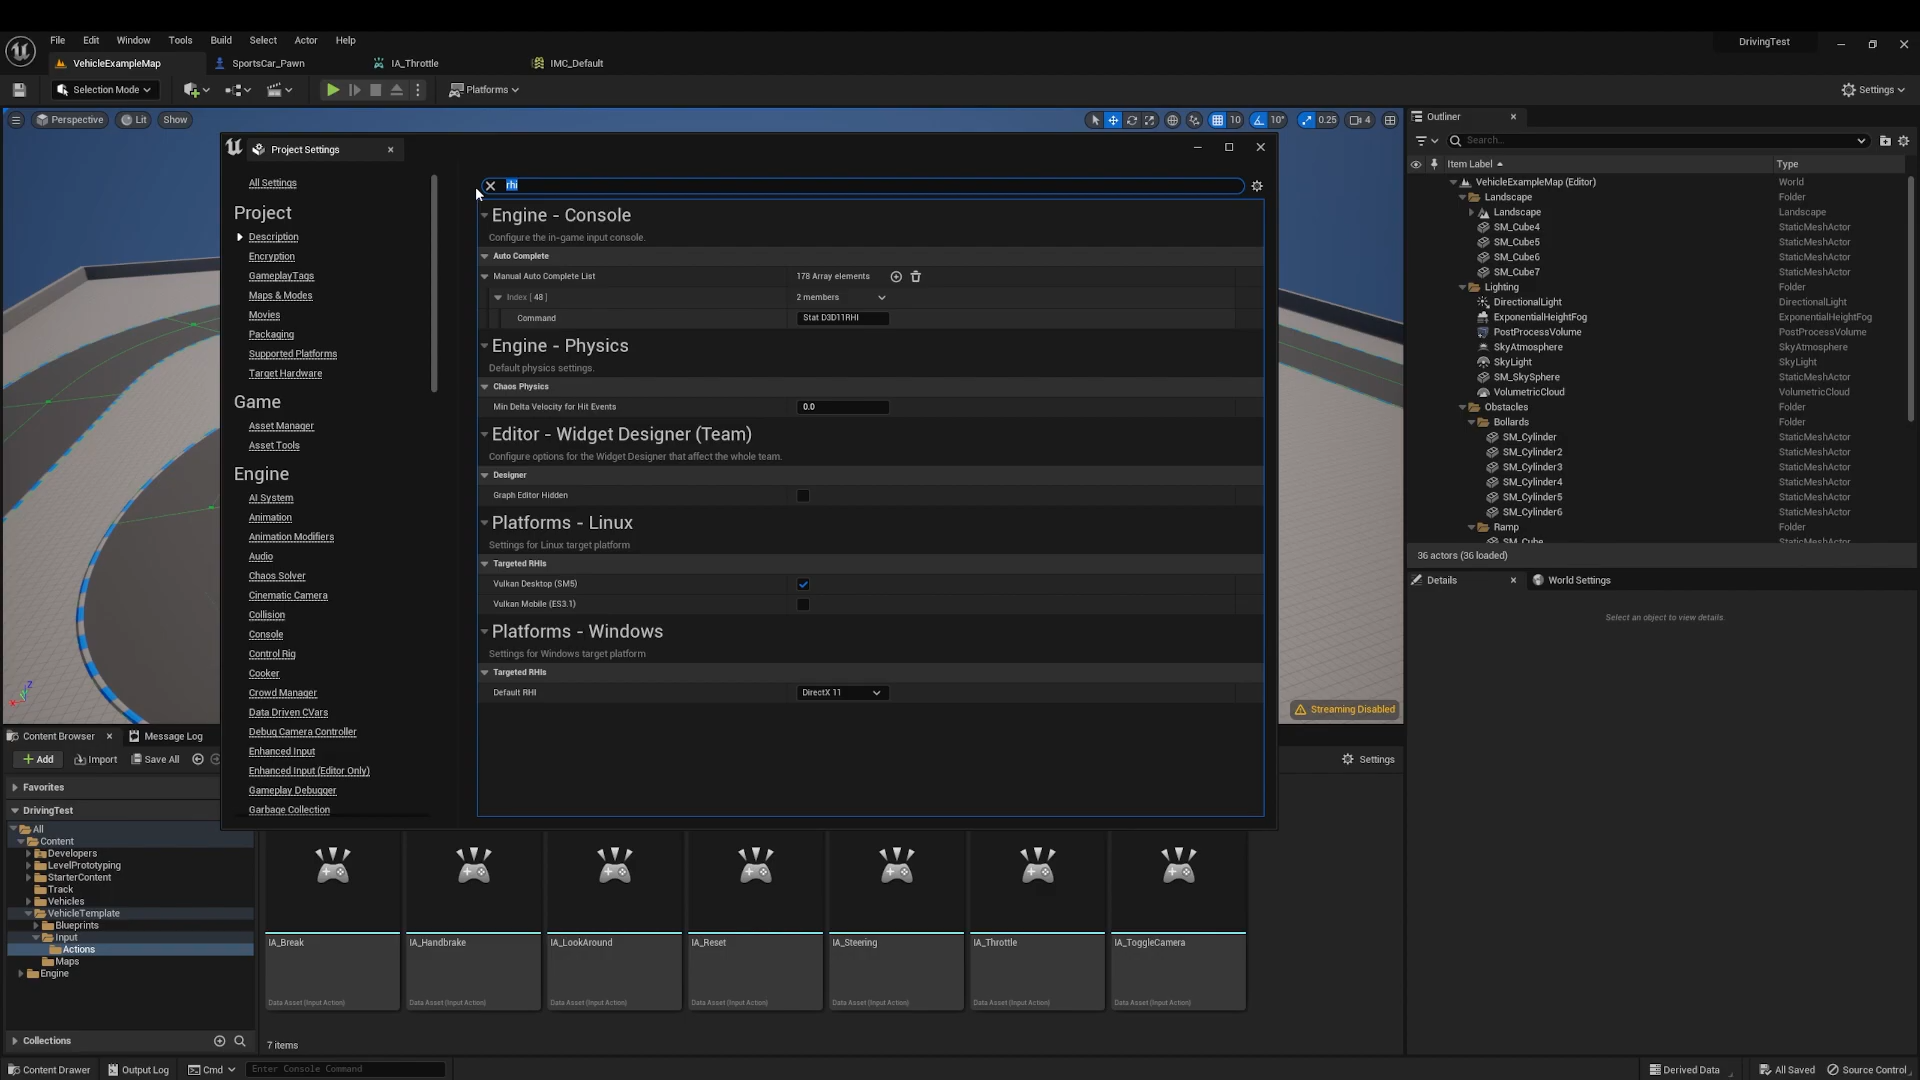 File Edit Window Tools Build Select Actor Help
DrivingTest
VehicleExampleMap SportsCar_Pawn IA_Throttle IMC_Default
Selection Mode Platforms Settings
Perspective Lit Show 10 10° 0.25 4
Project Settings
All Settings
Project
Description
Encryption
GameplayTags
Maps & Modes
Movies
Packaging
Supported Platforms
Target Hardware
Game
Asset Manager
Asset Tools
Engine
AI System
Animation
Animation Modifiers
Audio
Chaos Solver
Cinematic Camera
Collision
Console
Control Rig
Cooker
Crowd Manager
Data Driven CVars
Debug Camera Controller
Enhanced Input
Enhanced Input (Editor Only)
Gameplay Debugger
Garbage Collection
rhi
Engine - Console
Configure the in-game input console.
Auto Complete
Manual Auto Complete List 178 Array elements
Index [ 48 ] 2 members
Command Stat D3D11RHI
Engine - Physics
Default physics settings.
Chaos Physics
Min Delta Velocity for Hit Events 0.0
Editor - Widget Designer (Team)
Configure options for the Widget Designer that affect the whole team.
Designer
Graph Editor Hidden
Platforms - Linux
Settings for Linux target platform
Targeted RHIs
Vulkan Desktop (SM5)
Vulkan Mobile (ES3.1)
Platforms - Windows
Settings for Windows target platform
Targeted RHIs
Default RHI DirectX 11
Streaming Disabled
Outliner
Search...
Item Label Type
VehicleExampleMap (Editor) World
Landscape Folder
Landscape Landscape
SM_Cube4 StaticMeshActor
SM_Cube5 StaticMeshActor
SM_Cube6 StaticMeshActor
SM_Cube7 StaticMeshActor
Lighting Folder
DirectionalLight DirectionalLight
ExponentialHeightFog ExponentialHeightFog
PostProcessVolume PostProcessVolume
SkyAtmosphere SkyAtmosphere
SkyLight SkyLight
SM_SkySphere StaticMeshActor
VolumetricCloud VolumetricCloud
Obstacles Folder
Bollards Folder
SM_Cylinder StaticMeshActor
SM_Cylinder2 StaticMeshActor
SM_Cylinder3 StaticMeshActor
SM_Cylinder4 StaticMeshActor
SM_Cylinder5 StaticMeshActor
SM_Cylinder6 StaticMeshActor
Ramp Folder
SM_Cube StaticMeshActor
36 actors (36 loaded)
Details World Settings
Select an object to view details.
Content Browser Message Log
Add Import Save All Settings
Favorites
DrivingTest
All
Content
Developers
LevelPrototyping
StarterContent
Track
Vehicles
VehicleTemplate
Blueprints
Input
Actions
Maps
Engine
Collections
IA_Break IA_Handbrake IA_LookAround IA_Reset IA_Steering IA_Throttle IA_ToggleCamera
Data Asset (Input Action) Data Asset (Input Action) Data Asset (Input Action) Data Asset (Input Action) Data Asset (Input Action) Data Asset (Input Action) Data Asset (Input Action)
7 items
Content Drawer Output Log Cmd Enter Console Command Derived Data All Saved Source Control